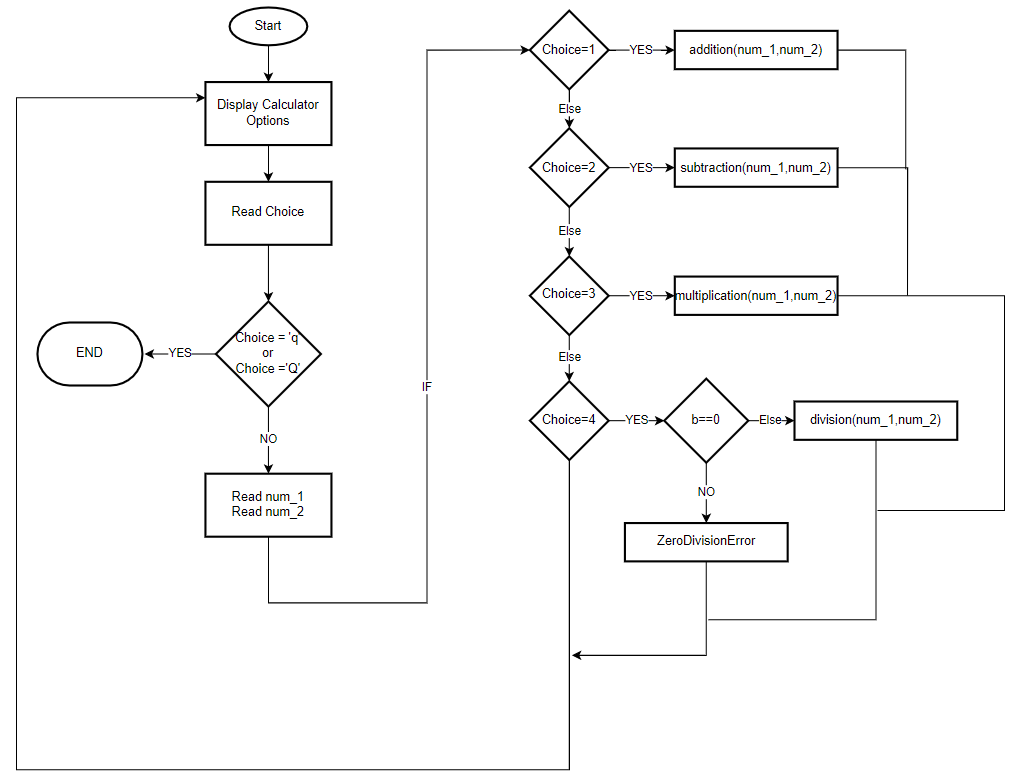 Start
Display Calculator
Options
Read Choice
Choice = 'q'
or
Choice ='Q'
YES
END
NO
Read num_1
Read num_2
IF
Choice=1
YES
addition(num_1,num_2)
Else
Choice=2
YES
subtraction(num_1,num_2)
Else
Choice=3
YES
multiplication(num_1,num_2)
Else
Choice=4
YES
b==0
Else
division(num_1,num_2)
NO
ZeroDivisionError